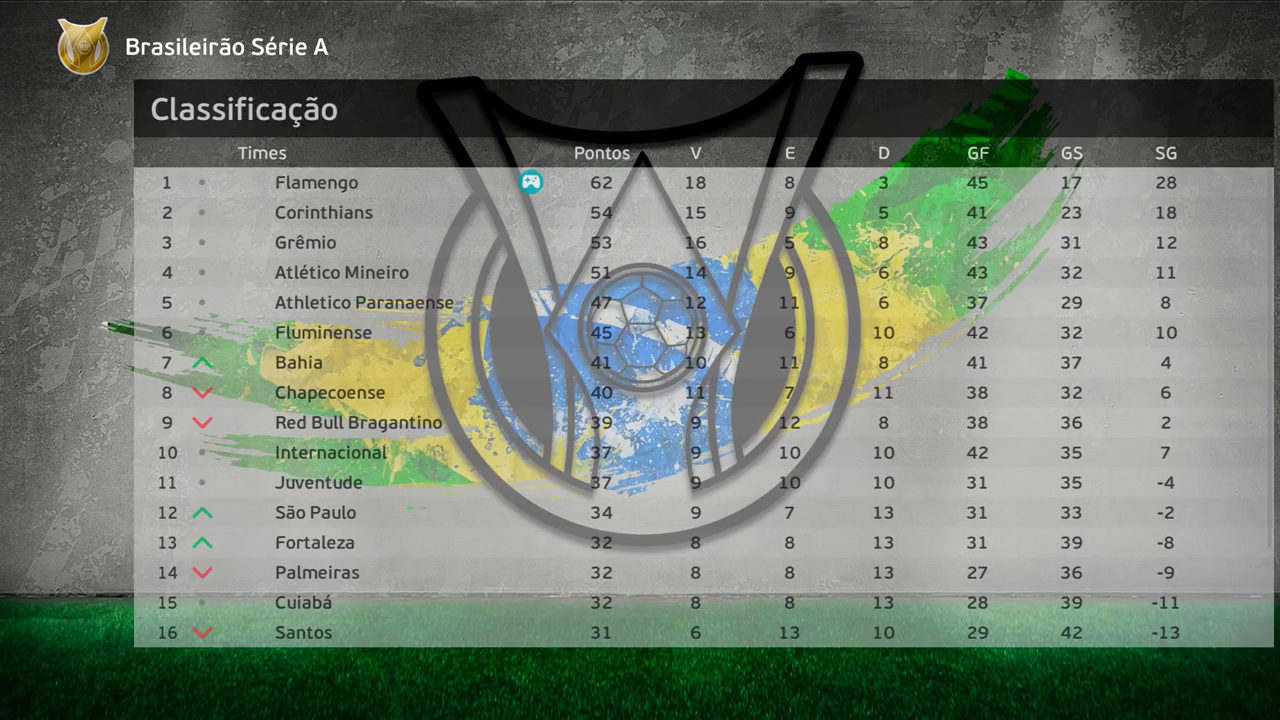 Brasileirão Série A
Classificação
Times Pontos V E D GF GS SG
1 Flamengo 62 18 8 3 45 17 28
2 Corinthians 54 15 9 5 41 23 18
3 Grêmio 53 16 5 8 43 31 12
4 Atlético Mineiro 51 14 9 6 43 32 11
5 Athletico Paranaense 47 12 11 6 37 29 8
6 Fluminense 45 13 6 10 42 32 10
7 Bahia 41 10 11 8 41 37 4
8 Chapecoense 40 11 7 11 38 32 6
9 Red Bull Bragantino 39 9 12 8 38 36 2
10 Internacional 37 9 10 10 42 35 7
11 Juventude 37 9 10 10 31 35 -4
12 São Paulo 34 9 7 13 31 33 -2
13 Fortaleza 32 8 8 13 31 39 -8
14 Palmeiras 32 8 8 13 27 36 -9
15 Cuiabá 32 8 8 13 28 39 -11
16 Santos 31 6 13 10 29 42 -13